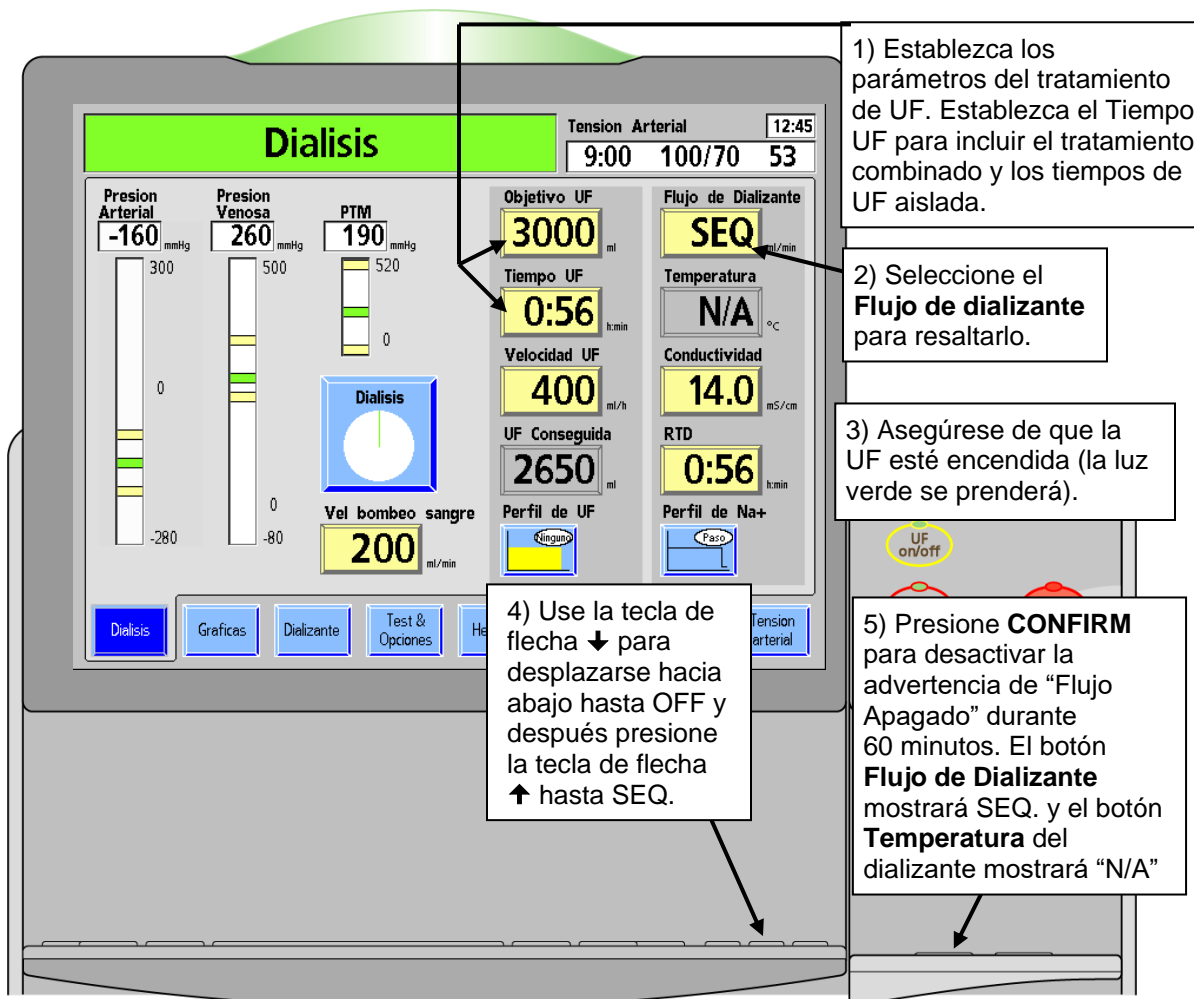 1) Establezca los
parámetros del tratamiento
de UF. Establezca el Tiempo
UF para incluir el tratamiento
combinado y los tiempos de
UF aislada.
Dialisis
Tension Arterial
12:45
9:00 100/70 53
Presion
Arterial
-160 mmHg
300
0
-280
Presion
Venosa
260 mmHg
500
0
-80
PTM
190 mmHg
520
0
Dialisis
Vel bombeo sangre
200 ml/min
Objetivo UF
3000 ml
Tiempo UF
0:56 h:min
Velocidad UF
400 ml/h
UF Conseguida
2650 ml
Perfil de UF
Ninguno
Flujo de Dializante
SEQ ml/min
Temperatura
N/A °C
Conductividad
14.0 mS/cm
RTD
0:56 h:min
Perfil de Na+
Paso
2) Seleccione el
Flujo de dializante
para resaltarlo.
3) Asegúrese de que la
UF esté encendida (la luz
verde se prenderá).
UF
on/off
Dialisis
Graficas
Dializante
Test &
Opciones
He
Tension
arterial
4) Use la tecla de
flecha ↓ para
desplazarse hacia
abajo hasta OFF y
después presione
la tecla de flecha
↑ hasta SEQ.
5) Presione CONFIRM
para desactivar la
advertencia de “Flujo
Apagado” durante
60 minutos. El botón
Flujo de Dializante
mostrará SEQ. y el botón
Temperatura del
dializante mostrará “N/A”